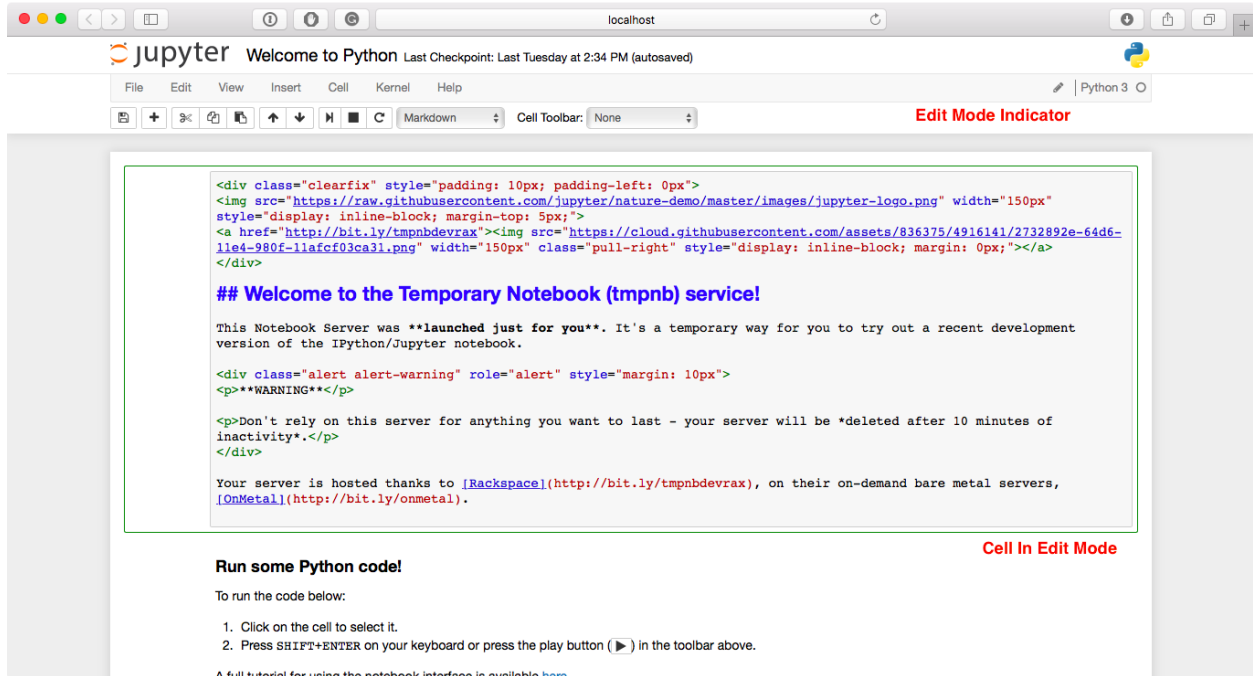 localhost
jupyter Welcome to Python Last Checkpoint: Last Tuesday at 2:34 PM (autosaved)
File Edit View Insert Cell Kernel Help Python 3
Markdown Cell Toolbar: None
Edit Mode Indicator
<div class="clearfix" style="padding: 10px; padding-left: 0px">
<img src="https://raw.githubusercontent.com/jupyter/nature-demo/master/images/jupyter-logo.png" width="150px"
style="display: inline-block; margin-top: 5px;">
<a href="http://bit.ly/tmpnbdevrax"><img src="https://cloud.githubusercontent.com/assets/836375/4916141/2732892e-64d6-
11e4-980f-11afcf03ca31.png" width="150px" class="pull-right" style="display: inline-block; margin: 0px;"></a>
</div>
## Welcome to the Temporary Notebook (tmpnb) service!
This Notebook Server was **launched just for you**. It's a temporary way for you to try out a recent development
version of the IPython/Jupyter notebook.
<div class="alert alert-warning" role="alert" style="margin: 10px">
<p>**WARNING**</p>
<p>Don't rely on this server for anything you want to last - your server will be *deleted after 10 minutes of
inactivity*.</p>
</div>
Your server is hosted thanks to [Rackspace](http://bit.ly/tmpnbdevrax), on their on-demand bare metal servers,
[OnMetal](http://bit.ly/onmetal).
Cell In Edit Mode
Run some Python code!
To run the code below:
1. Click on the cell to select it.
2. Press SHIFT+ENTER on your keyboard or press the play button (▶) in the toolbar above.
A full tutorial for using the notebook interface is available here